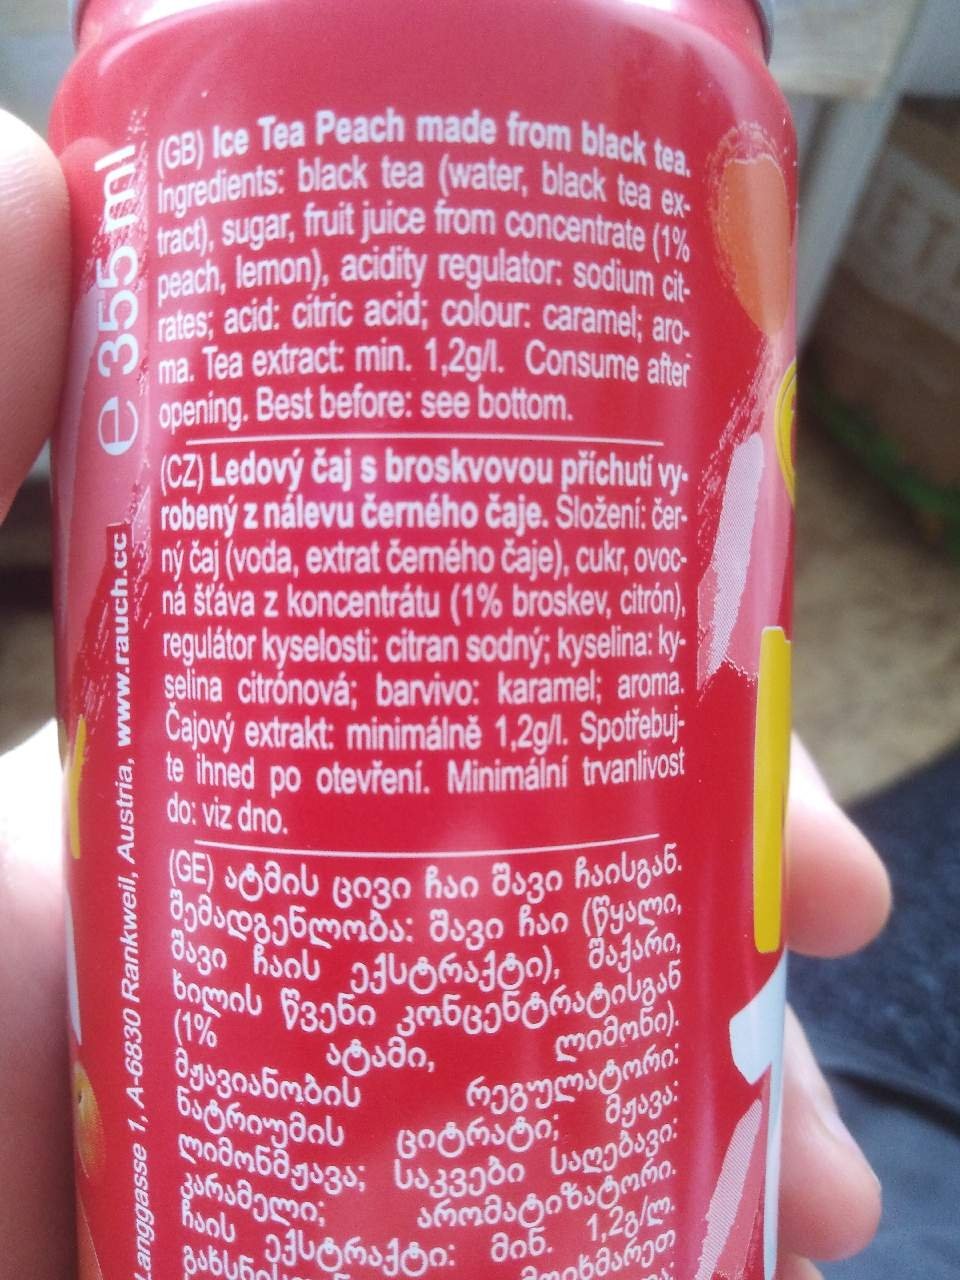 (GB) Ice Tea Peach made from black tea.
Ingredients: black tea (water, black tea ex-
tract), sugar, fruit juice from concentrate (1%
peach, lemon), acidity regulator: sodium cit-
rates; acid: citric acid; colour: caramel; aro-
ma. Tea extract: min. 1,2g/l. Consume after
opening. Best before: see bottom.
(CZ) Ledový čaj s broskvovou příchutí vy-
robený z nálevu černého čaje. Složení: čer-
ný čaj (voda, extrat černého čaje), cukr, ovoc-
ná šťáva z koncentrátu (1% broskev, citrón),
regulátor kyselosti: citran sodný; kyselina: ky-
selina citrónová; barvivo: karamel; aroma.
Čajový extrakt: minimálně 1,2g/l. Spotřebuj-
te ihned po otevření. Minimální trvanlivost
do: viz dno.
(GE) ატმის ცივი ჩაი შავი ჩაისგან.
შემადგენლობა: შავი ჩაი (წყალი,
შავი ჩაის ექსტრაქტი), შაქარი,
ხილის წვენი კონცენტრატისგან
(1% ატამი, ლიმონი).
მჟავიანობის რეგულატორი:
ნატრიუმის ციტრატი; მჟავა:
ლიმონმჟავა; საკვები საღებავი:
კარამელი; არომატიზატორი.
ჩაის ექსტრაქტი: მინ. 1,2გ/ლ.
e 355 ml
Langgasse 1, A-6830 Rankweil, Austria, www.rauch.cc